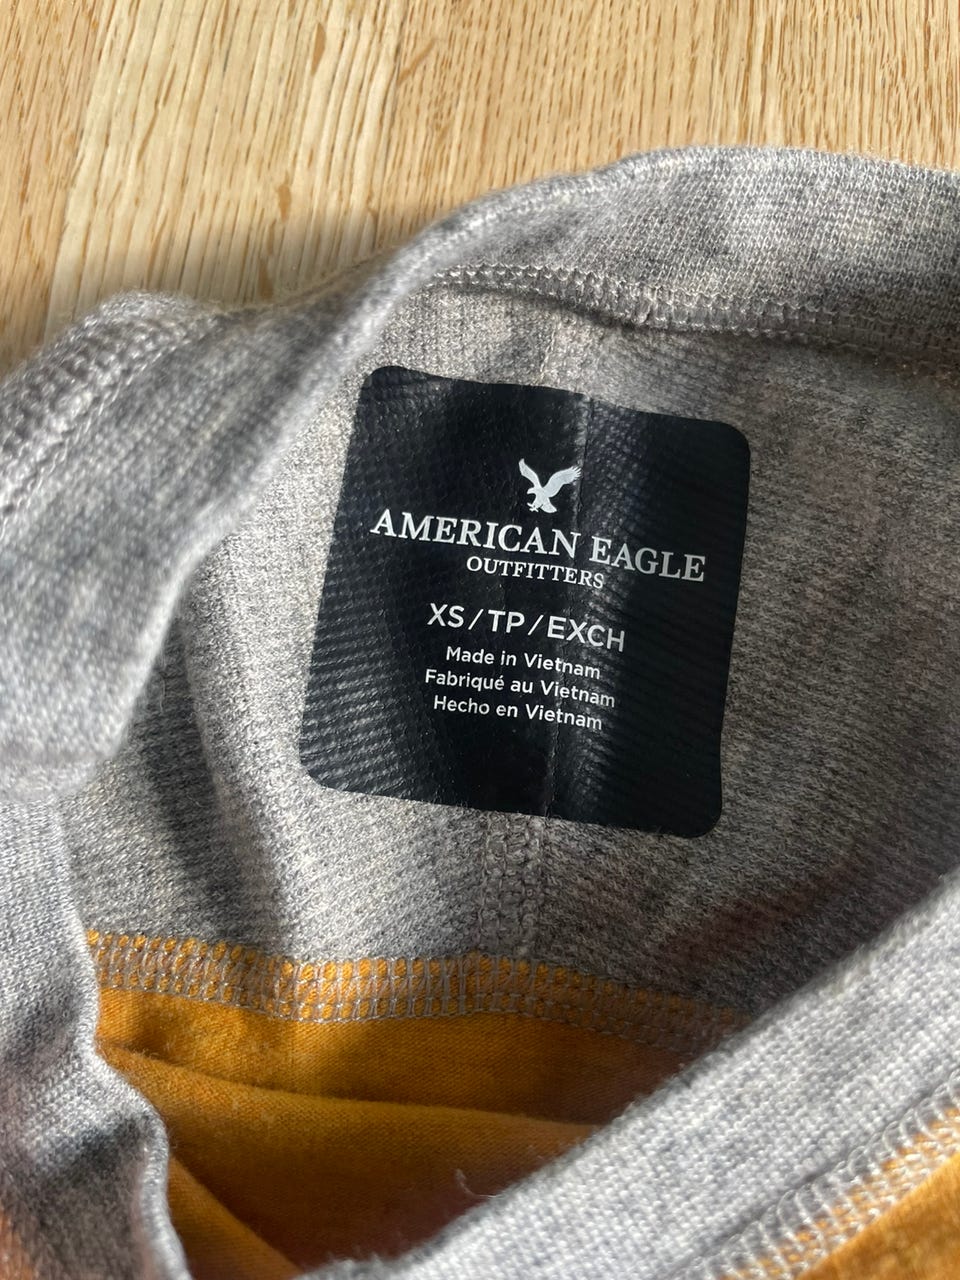 AMERICAN EAGLE
OUTFITTERS
XS/TP/EXCH
Made in Vietnam
Fabriqué au Vietnam
Hecho en Vietnam